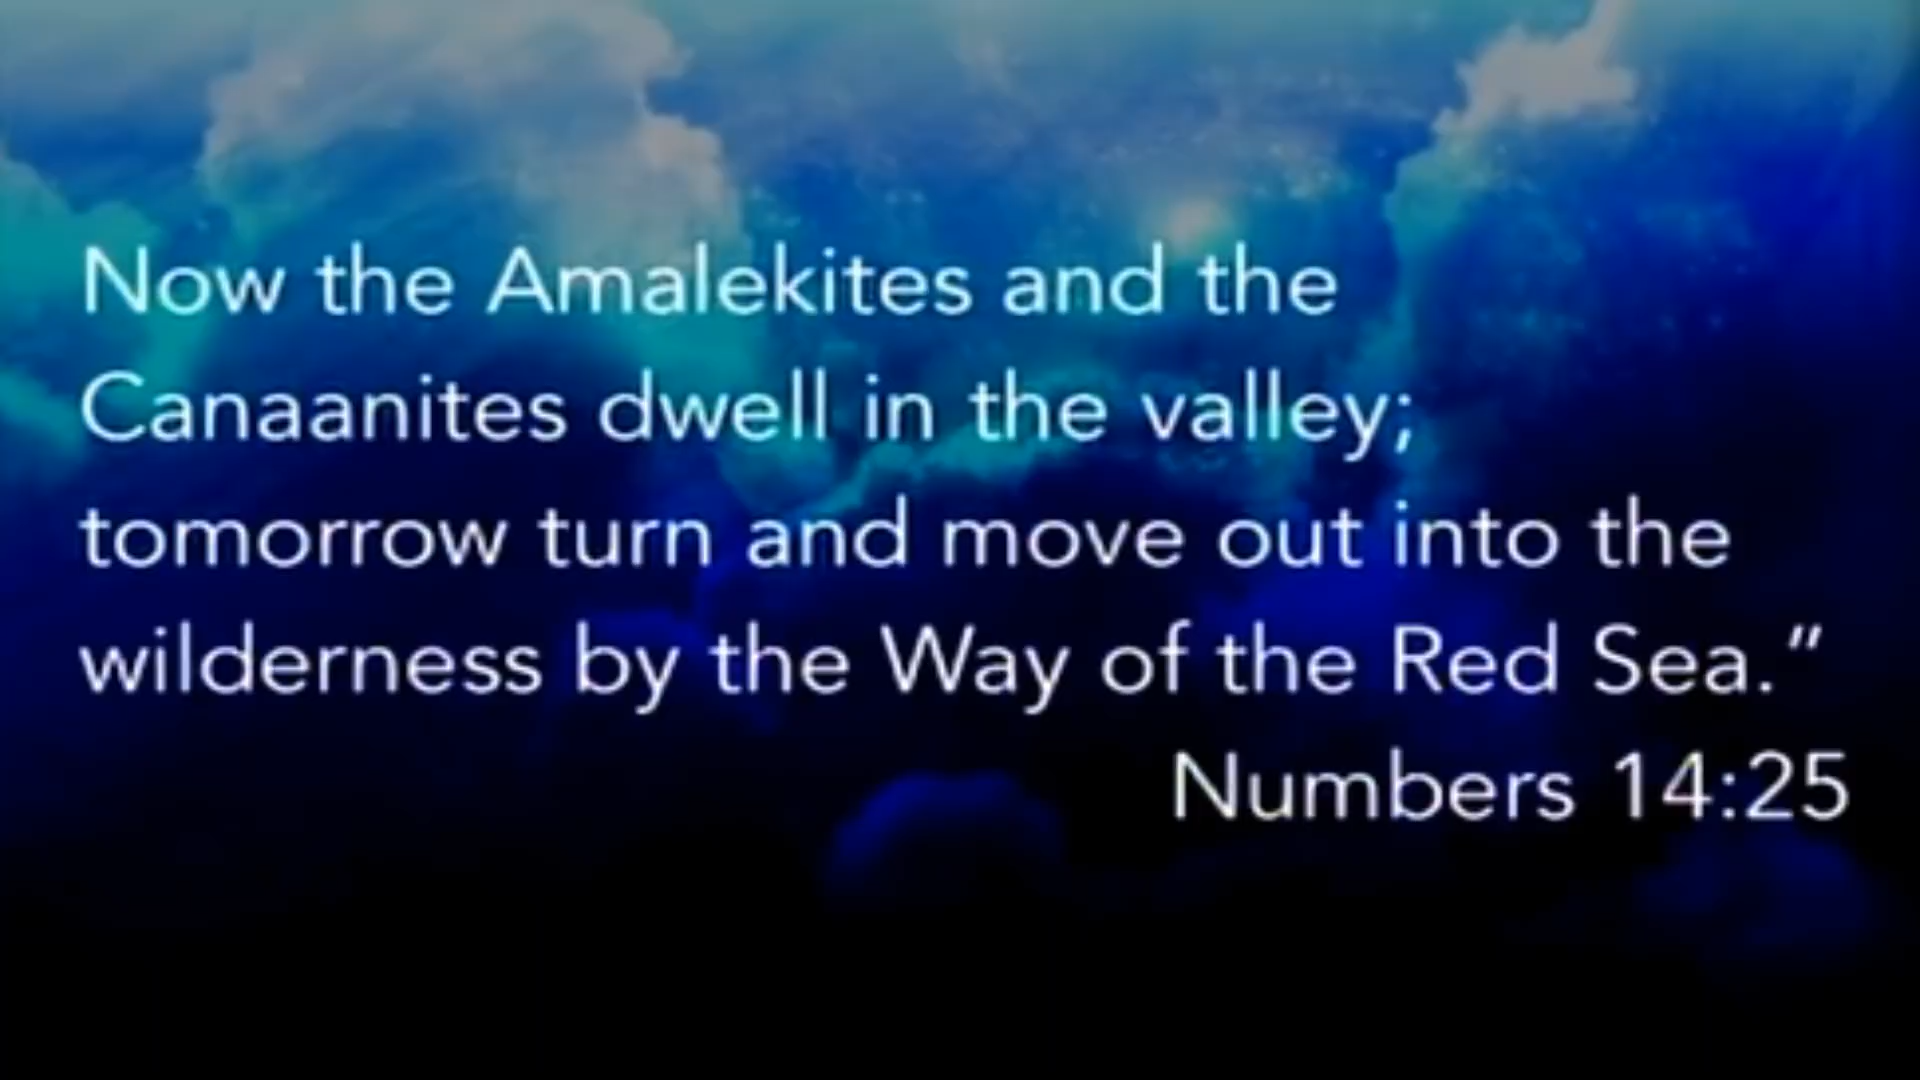 Now the Amalekites and the
Canaanites dwell in the valley;
tomorrow turn and move out into the
wilderness by the Way of the Red Sea.”
Numbers 14:25